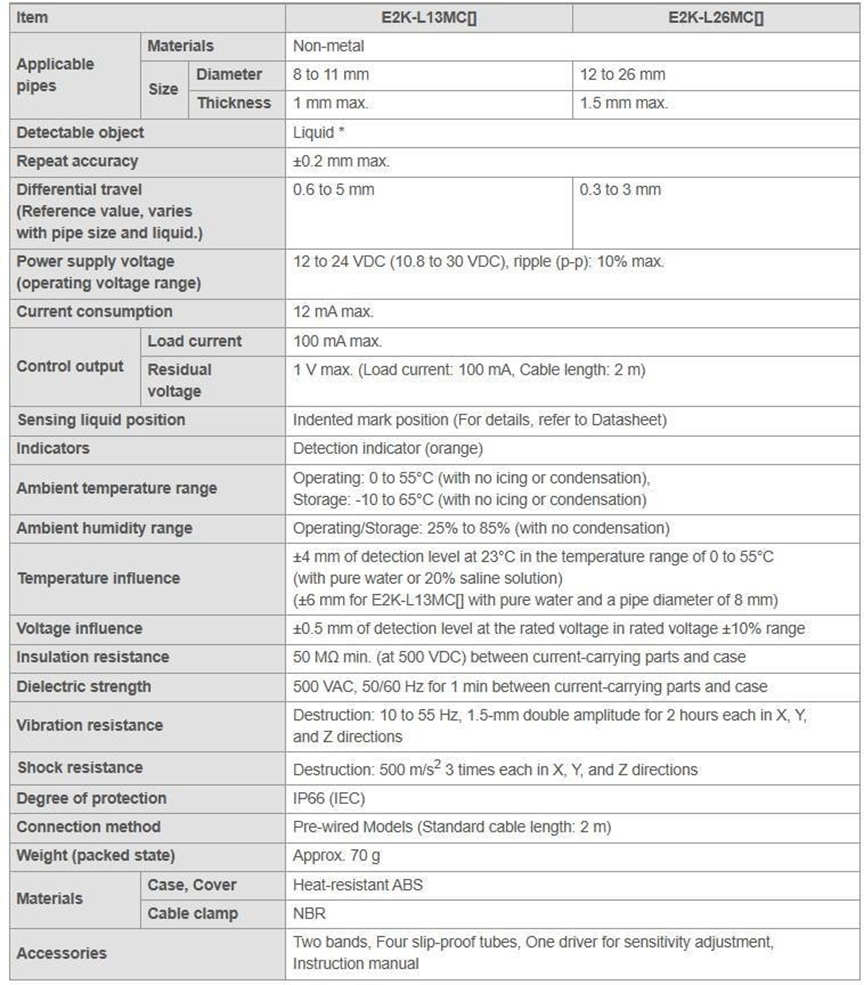 Item E2K-L13MC[] E2K-L26MC[]
Applicable
pipes
Materials Non-metal
Size
Diameter 8 to 11 mm 12 to 26 mm
Thickness 1 mm max. 1.5 mm max.
Detectable object Liquid *
Repeat accuracy ±0.2 mm max.
Differential travel 0.6 to 5 mm 0.3 to 3 mm
(Reference value, varies
with pipe size and liquid.)
Power supply voltage 12 to 24 VDC (10.8 to 30 VDC), ripple (p-p): 10% max.
(operating voltage range)
Current consumption 12 mA max.
Control output
Load current 100 mA max.
Residual 1 V max. (Load current: 100 mA, Cable length: 2 m)
voltage
Sensing liquid position Indented mark position (For details, refer to Datasheet)
Indicators Detection indicator (orange)
Ambient temperature range
Operating: 0 to 55°C (with no icing or condensation),
Storage: -10 to 65°C (with no icing or condensation)
Ambient humidity range Operating/Storage: 25% to 85% (with no condensation)
Temperature influence
±4 mm of detection level at 23°C in the temperature range of 0 to 55°C
(with pure water or 20% saline solution)
(±6 mm for E2K-L13MC[] with pure water and a pipe diameter of 8 mm)
Voltage influence ±0.5 mm of detection level at the rated voltage in rated voltage ±10% range
Insulation resistance 50 MΩ min. (at 500 VDC) between current-carrying parts and case
Dielectric strength 500 VAC, 50/60 Hz for 1 min between current-carrying parts and case
Vibration resistance
Destruction: 10 to 55 Hz, 1.5-mm double amplitude for 2 hours each in X, Y,
and Z directions
Shock resistance Destruction: 500 m/s² 3 times each in X, Y, and Z directions
Degree of protection IP66 (IEC)
Connection method Pre-wired Models (Standard cable length: 2 m)
Weight (packed state) Approx. 70 g
Materials
Case, Cover Heat-resistant ABS
Cable clamp NBR
Accessories
Two bands, Four slip-proof tubes, One driver for sensitivity adjustment,
Instruction manual